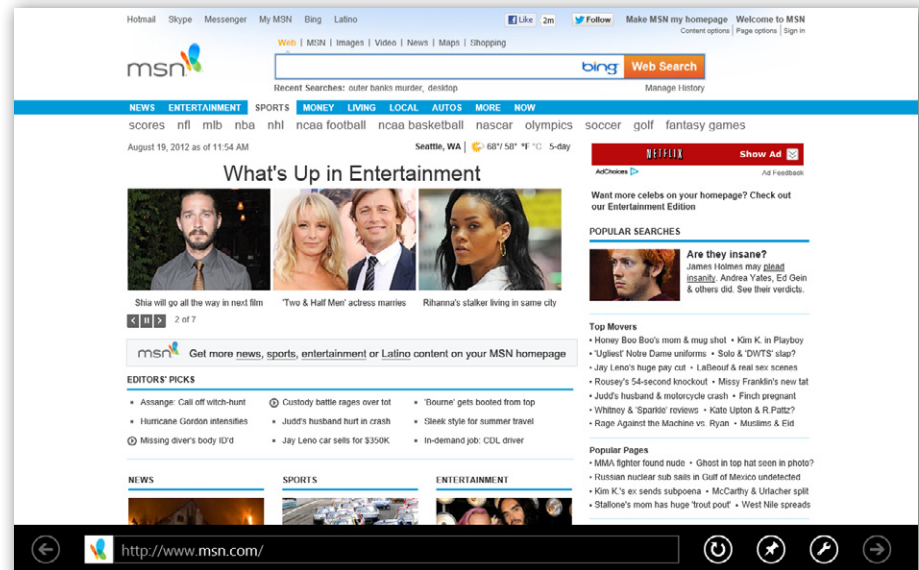 Hotmail Skype Messenger My MSN Bing Latino
Like 2m Follow Make MSN my homepage Welcome to MSN
Content options | Page options | Sign in
Web | MSN | Images | Video | News | Maps | Shopping
msn
bing Web Search
Recent Searches: outer banks murder, desktop
Manage History
NEWS ENTERTAINMENT SPORTS MONEY LIVING LOCAL AUTOS MORE NOW
scores nfl mlb nba nhl ncaa football ncaa basketball nascar olympics soccer golf fantasy games
August 19, 2012 as of 11:54 AM
Seattle, WA | 68°/ 58° °F °C 5-day
What's Up in Entertainment
Shia will go all the way in next film
'Two & Half Men' actress marries
Rihanna's stalker living in same city
2 of 7
msn Get more news, sports, entertainment or Latino content on your MSN homepage
EDITORS' PICKS
Assange: Call off witch-hunt
Hurricane Gordon intensifies
Missing diver's body ID'd
Custody battle rages over tot
Judd's husband hurt in crash
Jay Leno car sells for $350K
'Bourne' gets booted from top
Sleek style for summer travel
In-demand job: CDL driver
NEWS
SPORTS
ENTERTAINMENT
NETFLIX Show Ad
AdChoices
Ad Feedback
Want more celebs on your homepage? Check out
our Entertainment Edition
POPULAR SEARCHES
Are they insane?
James Holmes may plead
insanity. Andrea Yates, Ed Gein
& others did. See their verdicts.
Top Movers
• Honey Boo Boo's mom & mug shot • Kim K. in Playboy
• 'Ugliest' Notre Dame uniforms • Solo & 'DWTS' slap?
• Jay Leno's huge pay cut • LaBeouf & real sex scenes
• Rousey's 54-second knockout • Missy Franklin's new tat
• Judd's husband & motorcycle crash • Finch pregnant
• Whitney & 'Sparkle' reviews • Kate Upton & R.Pattz?
• Rage Against the Machine vs. Ryan • Muslims & Eid
Popular Pages
• MMA fighter found nude • Ghost in top hat seen in photo?
• Russian nuclear sub sails in Gulf of Mexico undetected
• Kim K.'s ex sends subpoena • McCarthy & Urlacher split
• Stallone's mom has huge 'trout pout' • West Nile spreads
http://www.msn.com/